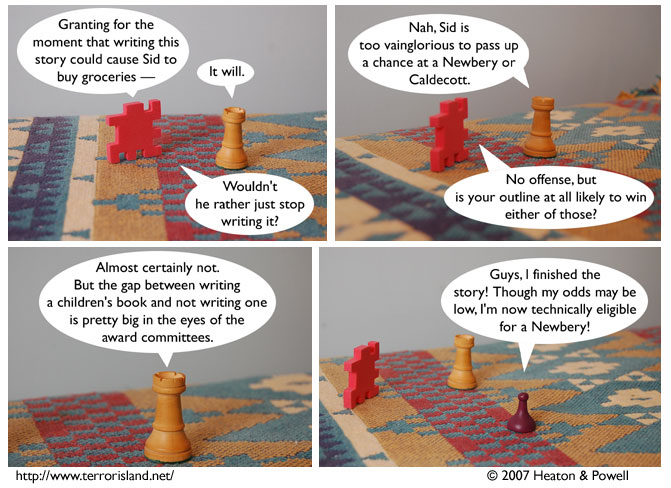 Granting for the
moment that writing this
story could cause Sid to
buy groceries —
It will.
Wouldn't
he rather just stop
writing it?
Nah, Sid is
too vainglorious to pass up
a chance at a Newbery or
Caldecott.
No offense, but
is your outline at all likely to win
either of those?
Almost certainly not.
But the gap between writing
a children's book and not writing one
is pretty big in the eyes of the
award committees.
Guys, I finished the
story! Though my odds may be
low, I'm now technically eligible
for a Newbery!
http://www.terrorisland.net/
© 2007 Heaton & Powell